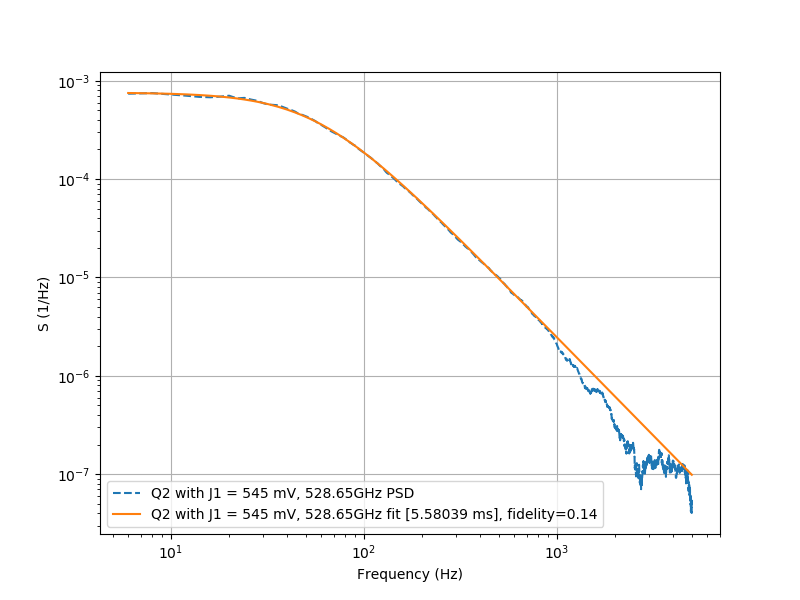 10⁻³
10⁻⁴
10⁻⁵
10⁻⁶
10⁻⁷
S (1/Hz)
Q2 with J1 = 545 mV, 528.65GHz PSD
Q2 with J1 = 545 mV, 528.65GHz fit [5.58039 ms], fidelity=0.14
10¹ 10² 10³
Frequency (Hz)